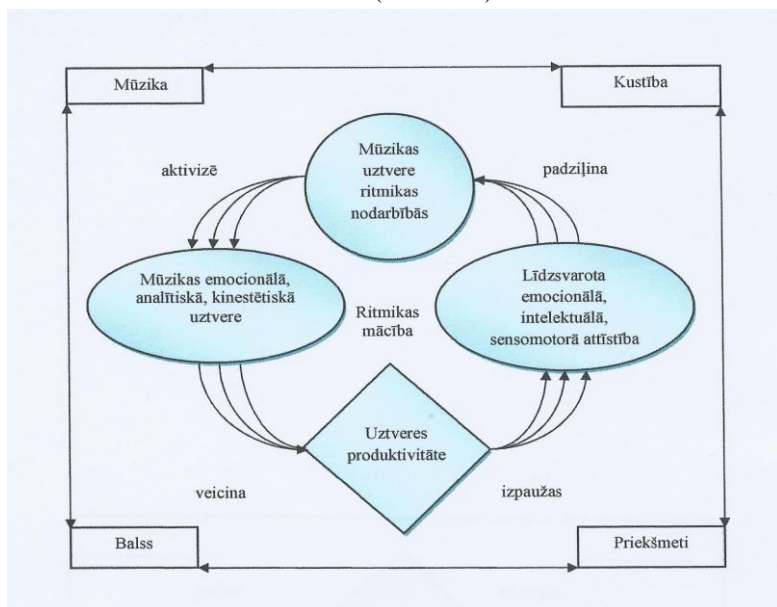 Mūzika
Kustība
Mūzikas
uztvere
ritmikas
nodarbībās
aktivizē
padziļina
Mūzikas emocionālā,
analītiskā, kinestētiskā
uztvere
Ritmikas
mācība
Līdzsvarota
emocionālā,
intelektuālā,
sensomotorā attīstība
Uztveres
produktivitāte
veicina
izpaužas
Balss
Priekšmeti